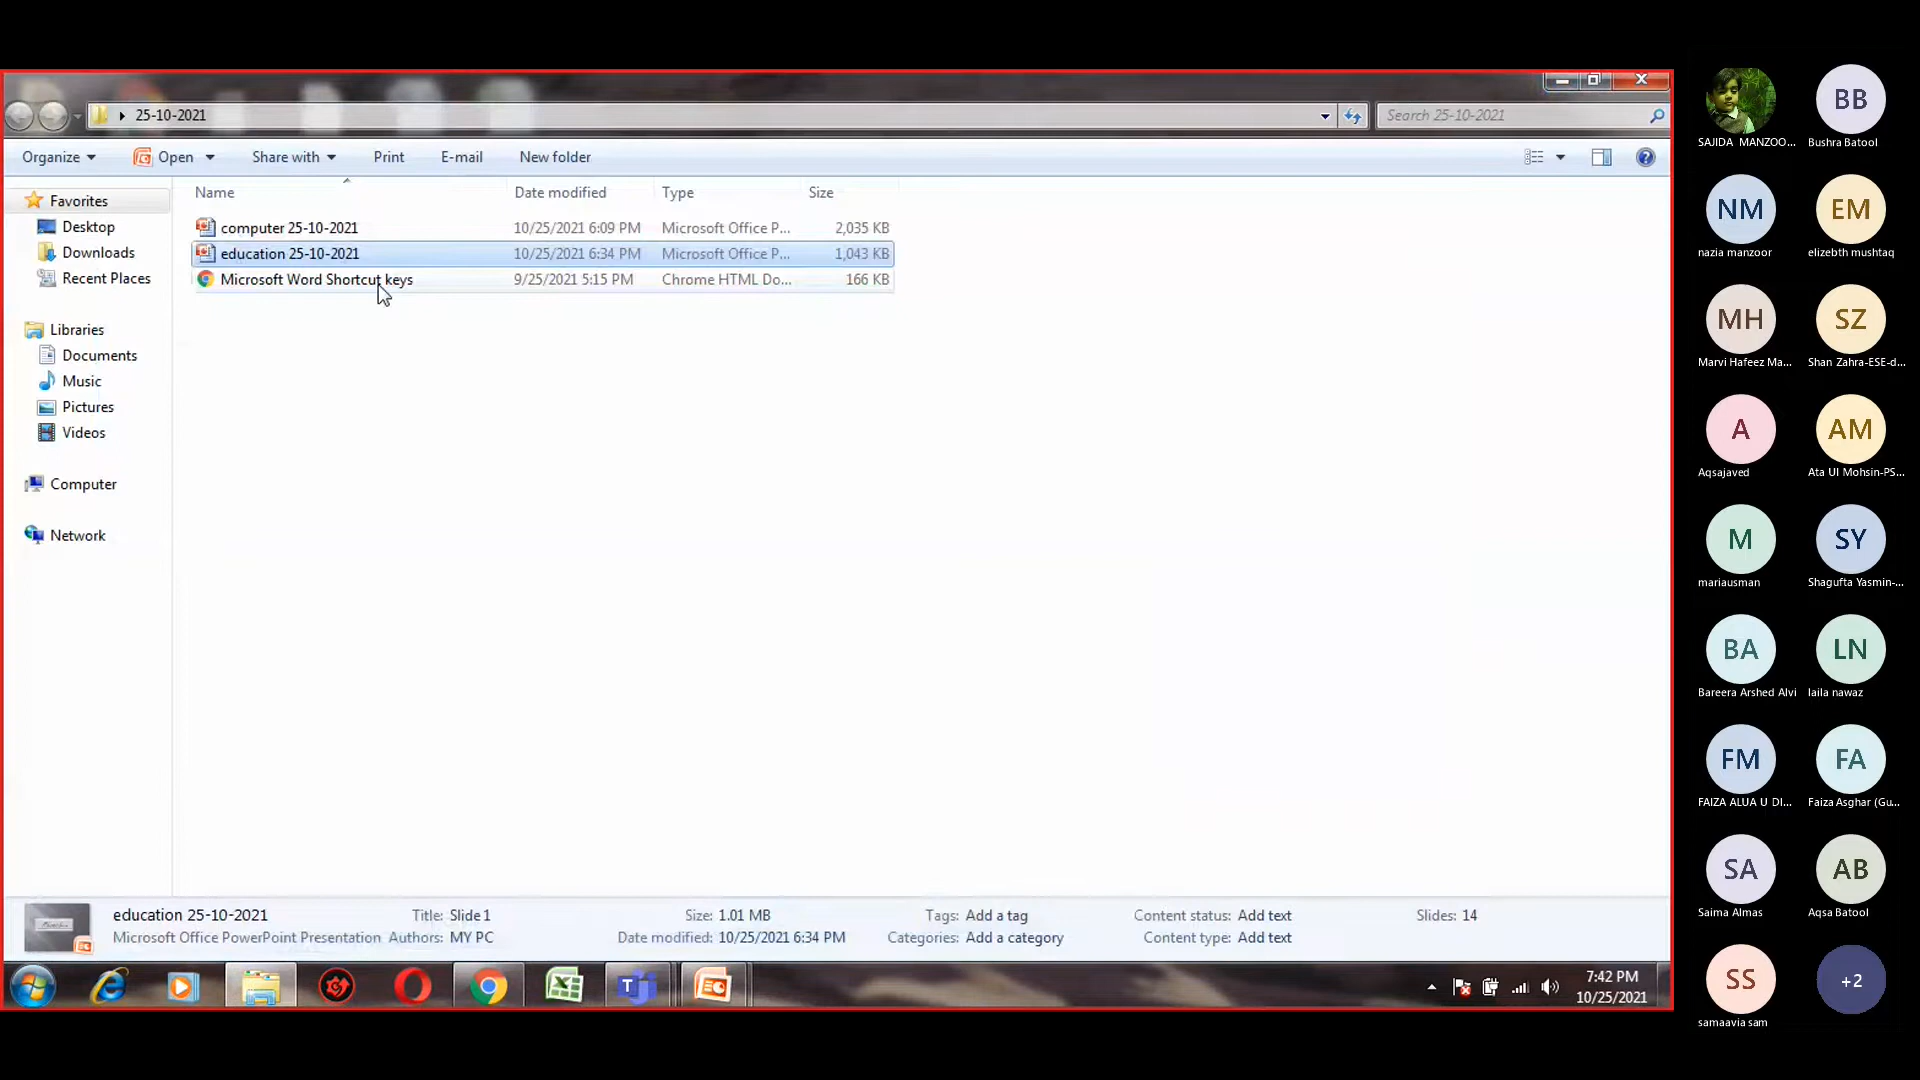 25-10-2021
Search 25-10-2021
Organize Open Share with Print E-mail New folder
Name Date modified Type Size
Favorites
Desktop
Downloads
Recent Places
Libraries
Documents
Music
Pictures
Videos
Computer
Network
computer 25-10-2021 10/25/2021 6:09 PM Microsoft Office P... 2,035 KB
education 25-10-2021 10/25/2021 6:34 PM Microsoft Office P... 1,043 KB
Microsoft Word Shortcut keys 9/25/2021 5:15 PM Chrome HTML Do... 166 KB
education 25-10-2021 Title: Slide 1 Size: 1.01 MB Tags: Add a tag Content status: Add text Slides: 14
Microsoft Office PowerPoint Presentation Authors: MY PC Date modified: 10/25/2021 6:34 PM Categories: Add a category Content type: Add text
7:42 PM
10/25/2021
BB
SAJIDA MANZOO... Bushra Batool
NM EM
nazia manzoor elizebth mushtaq
MH SZ
Marvi Hafeez Ma... Shan Zahra-ESE-d...
A AM
Aqsajaved Ata Ul Mohsin-PS...
M SY
mariausman Shagufta Yasmin-...
BA LN
Bareera Arshed Alvi laila nawaz
FM FA
FAIZA ALUA U DI... Faiza Asghar (Gu...
SA AB
Saima Almas Aqsa Batool
SS +2
samaavia sam